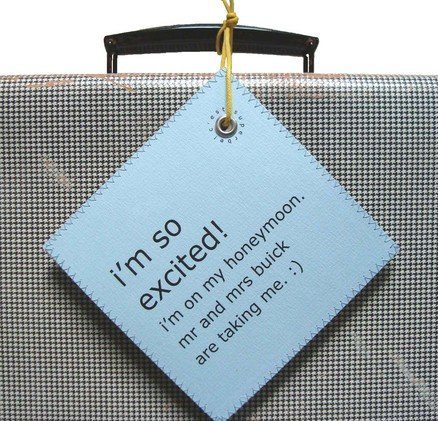 i'm so
excited!
i'm on my honeymoon.
mr and mrs buick
are taking me. :)